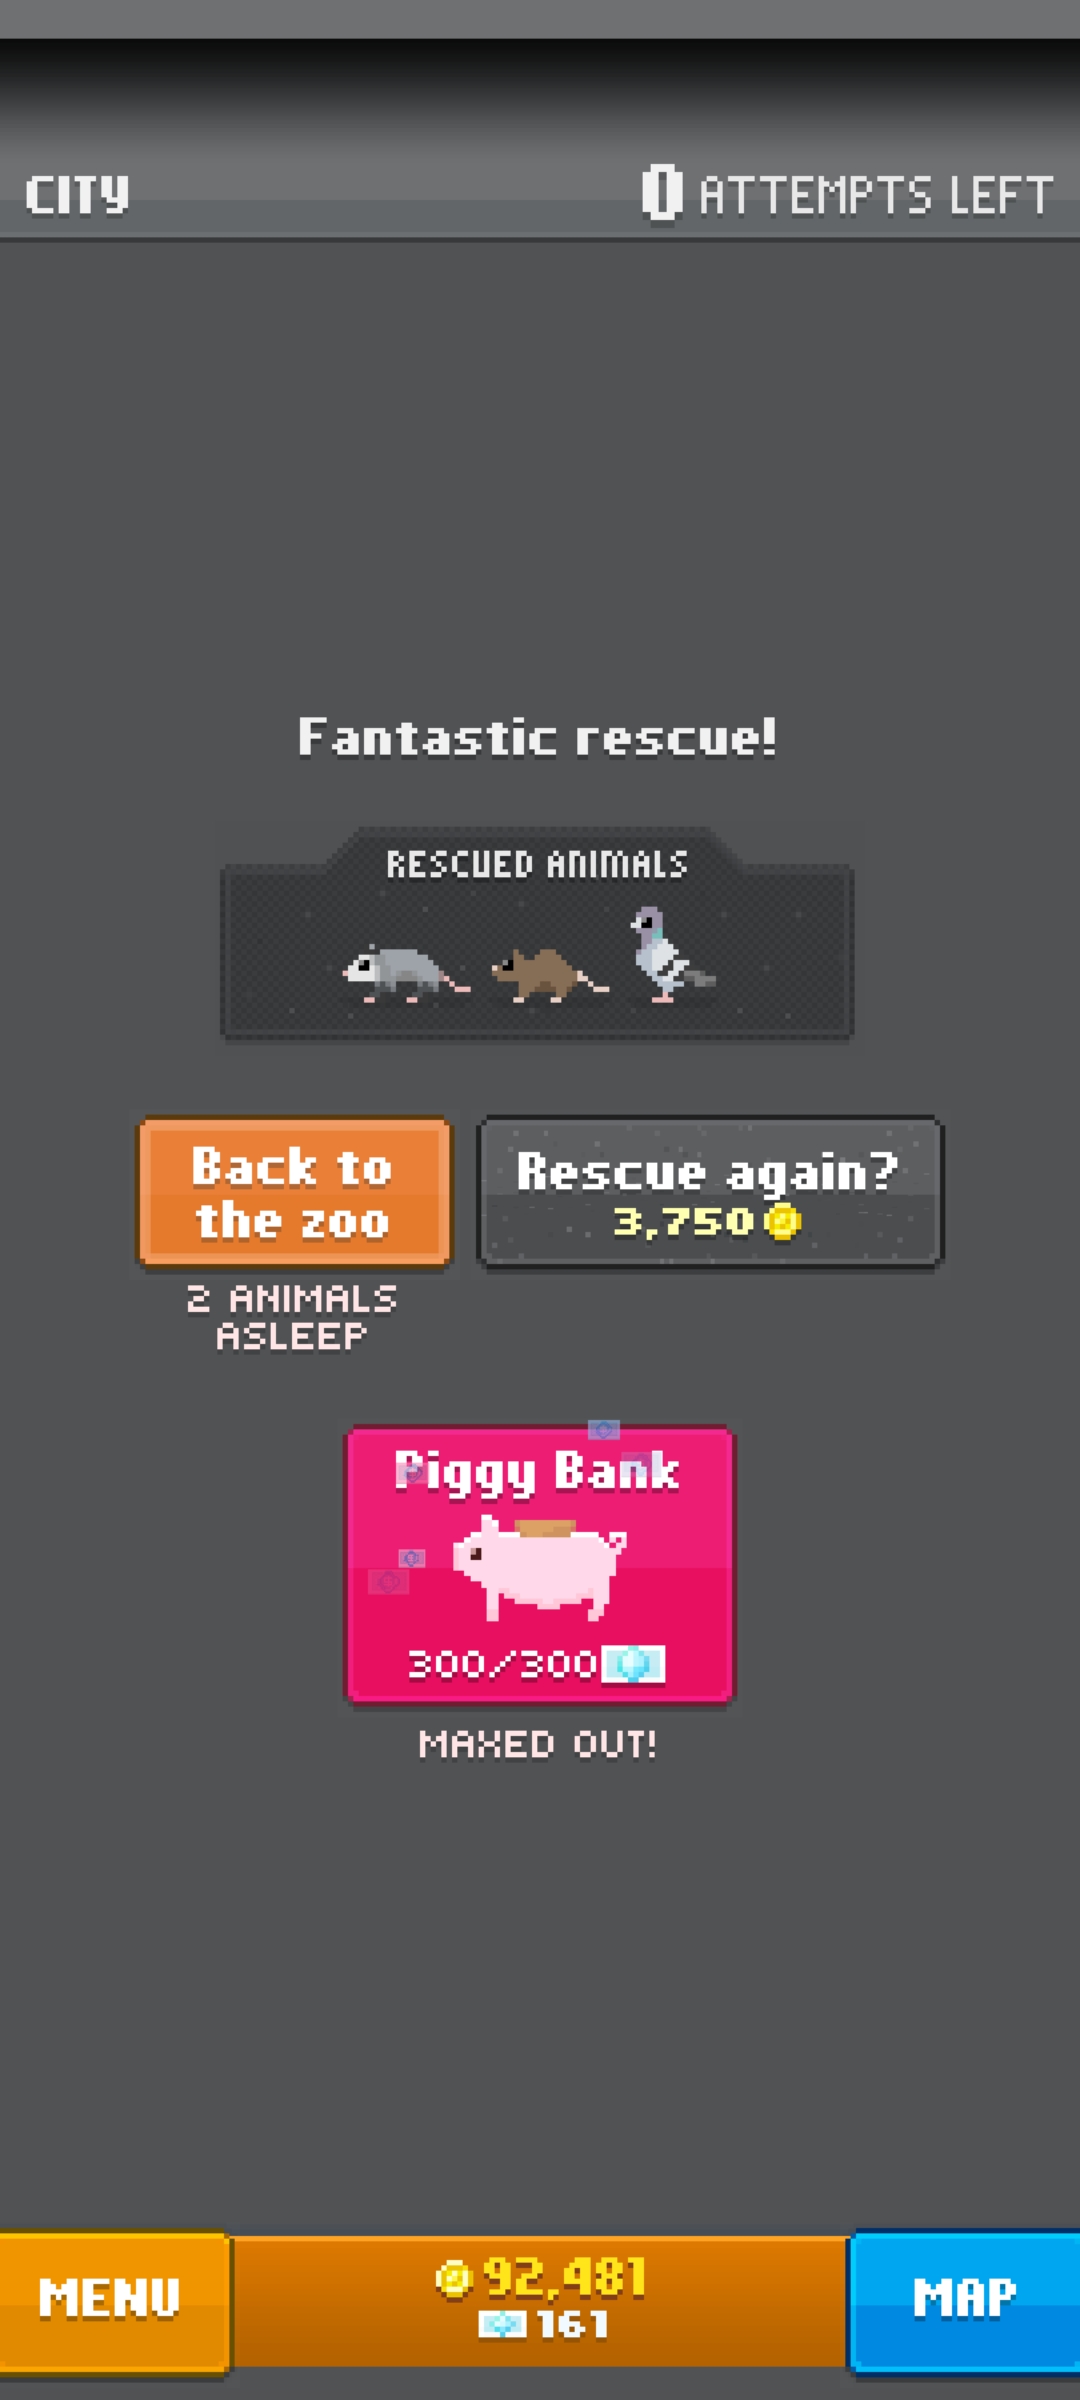 CITY
0 ATTEMPTS LEFT
Fantastic rescue!
RESCUED ANIMALS
Back to
the zoo
Rescue again?
3,750
2 ANIMALS
ASLEEP
Piggy Bank
300/300
MAXED OUT!
MENU
92,481
161
MAP